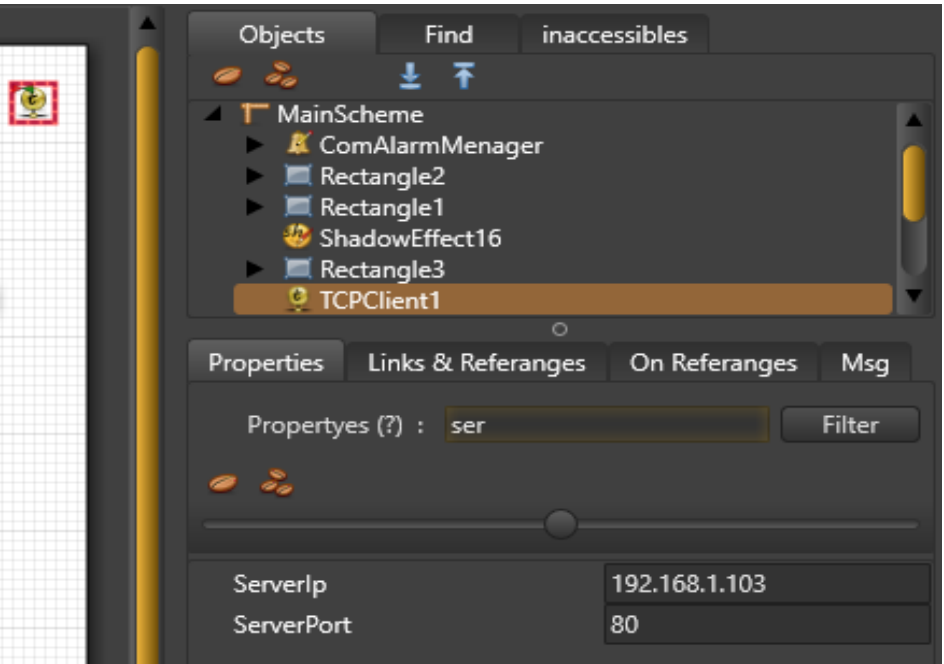 Objects Find inaccessibles
MainScheme
ComAlarmMenager
Rectangle2
Rectangle1
ShadowEffect16
Rectangle3
TCPClient1
Properties Links & Referanges On Referanges Msg
Propertyes (?) : ser Filter
ServerIp 192.168.1.103
ServerPort 80